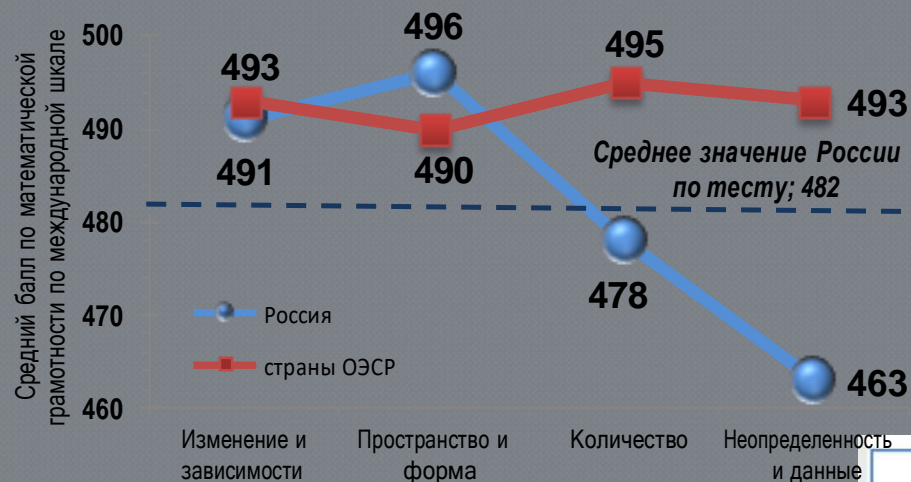 Средний балл по математической
грамотности по международной шкале
500
490
480
470
460
493
491
496
490
495
478
493
463
Среднее значение России
по тесту; 482
Россия
страны ОЭСР
Изменение и
зависимости
Пространство и
форма
Количество
Неопределенность
и данные